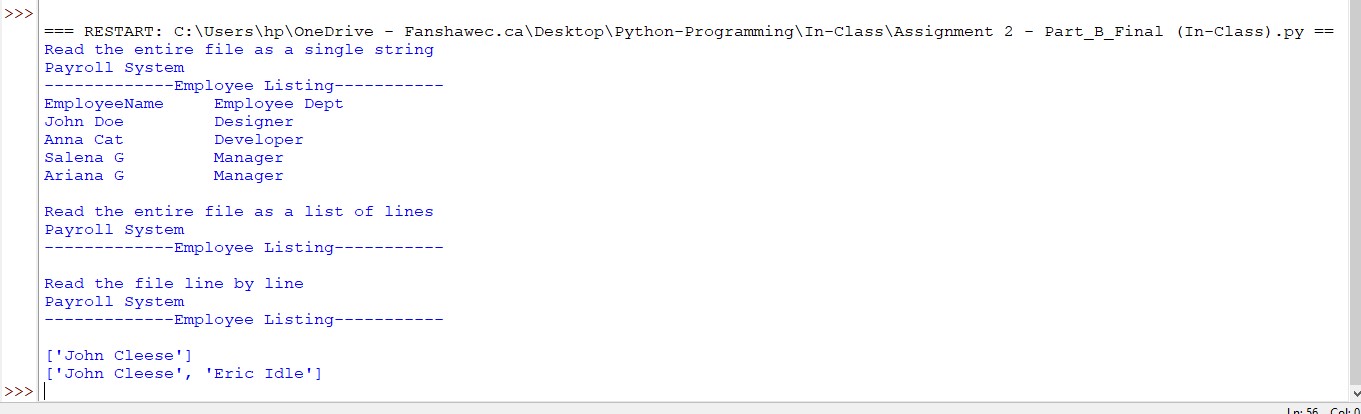 >>>
=== RESTART: C:\Users\hp\OneDrive - Fanshawec.ca\Desktop\Python-Programming\In-Class\Assignment 2 - Part_B_Final (In-Class).py ==
Read the entire file as a single string
Payroll System
-------------Employee Listing-----------
EmployeeName     Employee Dept
John Doe         Designer
Anna Cat         Developer
Salena G         Manager
Ariana G         Manager
Read the entire file as a list of lines
Payroll System
-------------Employee Listing-----------
Read the file line by line
Payroll System
-------------Employee Listing-----------
['John Cleese']
['John Cleese', 'Eric Idle']
>>>
Ln: 56 Col: 0